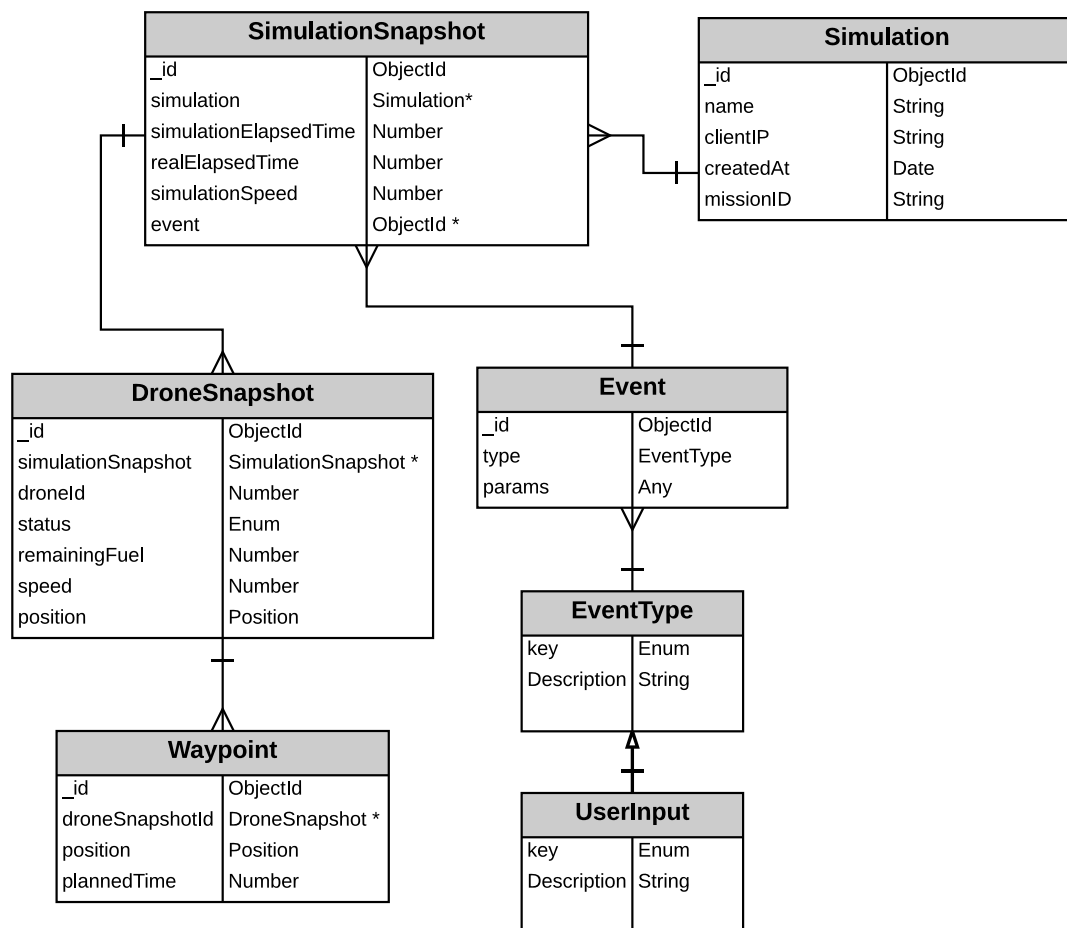 SimulationSnapshot
_id ObjectId
simulation Simulation*
simulationElapsedTime Number
realElapsedTime Number
simulationSpeed Number
event ObjectId *
Simulation
_id ObjectId
name String
clientIP String
createdAt Date
missionID String
DroneSnapshot
_id ObjectId
simulationSnapshot SimulationSnapshot *
droneId Number
status Enum
remainingFuel Number
speed Number
position Position
Event
_id ObjectId
type EventType
params Any
EventType
key Enum
Description String
Waypoint
_id ObjectId
droneSnapshotId DroneSnapshot *
position Position
plannedTime Number
UserInput
key Enum
Description String